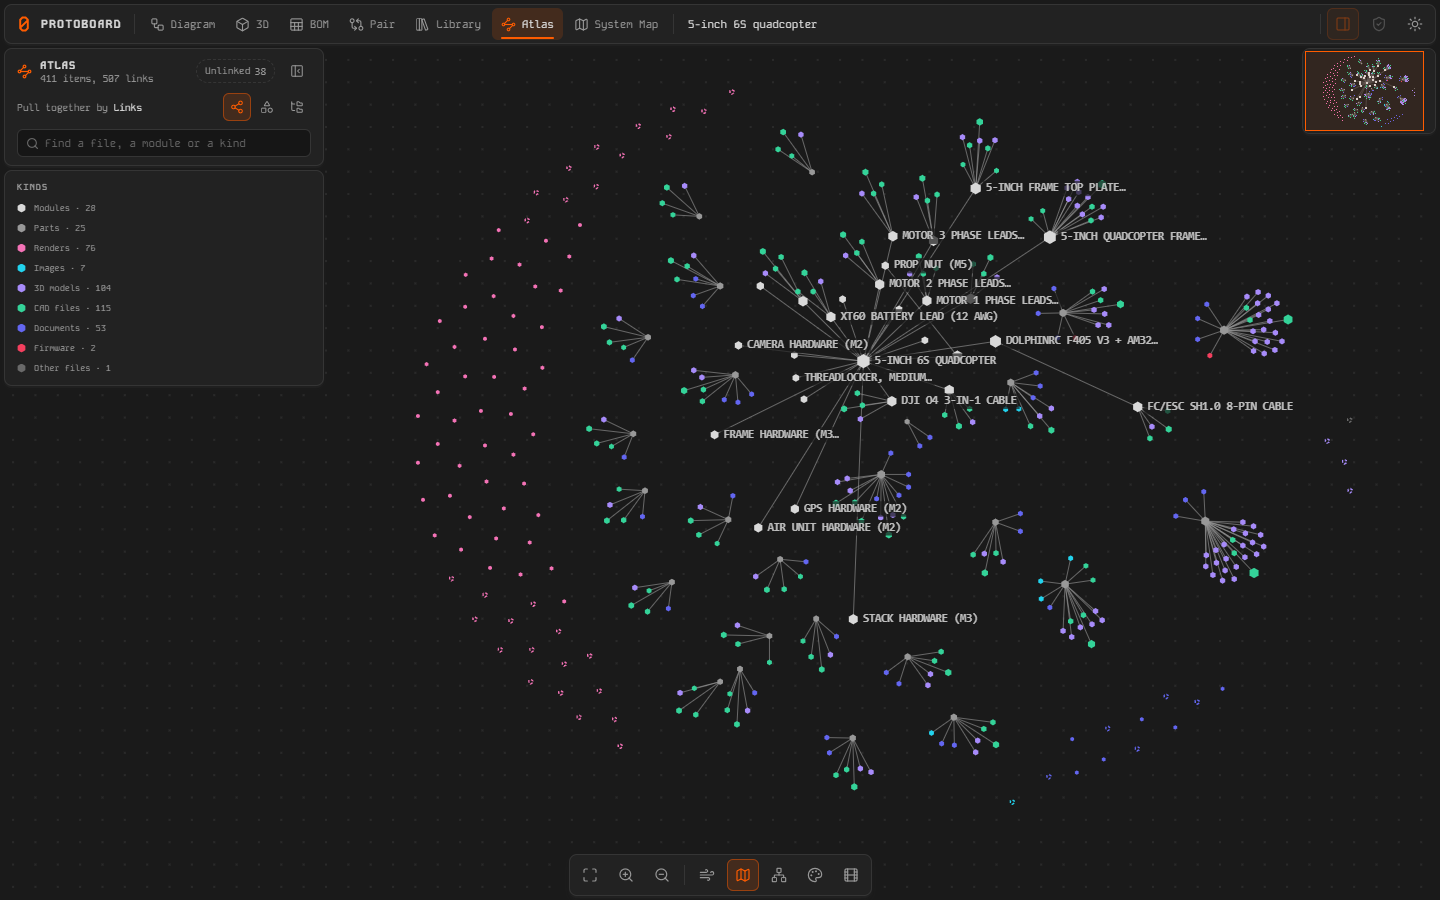 PROTOBOARD
Diagram
3D
BOM
Pair
Library
Atlas
System Map
5-inch 6S quadcopter
ATLAS
411 items, 507 links
Unlinked 38
Pull together by Links
Find a file, a module or a kind
KINDS
Modules · 28
Parts · 25
Renders · 76
Images · 7
3D models · 104
CAD files · 115
Documents · 53
Firmware · 2
Other files · 1
5-INCH FRAME TOP PLATE…
MOTOR 3 PHASE LEADS…
5-INCH QUADCOPTER FRAME…
PROP NUT (M5)
MOTOR 2 PHASE LEADS…
MOTOR 1 PHASE LEADS…
XT60 BATTERY LEAD (12 AWG)
CAMERA HARDWARE (M2)
DOLPHINRC F405 V3 + AM32…
5-INCH 6S QUADCOPTER
THREADLOCKER, MEDIUM…
DJI O4 3-IN-1 CABLE
FC/ESC SH1.0 8-PIN CABLE
FRAME HARDWARE (M3…
GPS HARDWARE (M2)
AIR UNIT HARDWARE (M2)
STACK HARDWARE (M3)